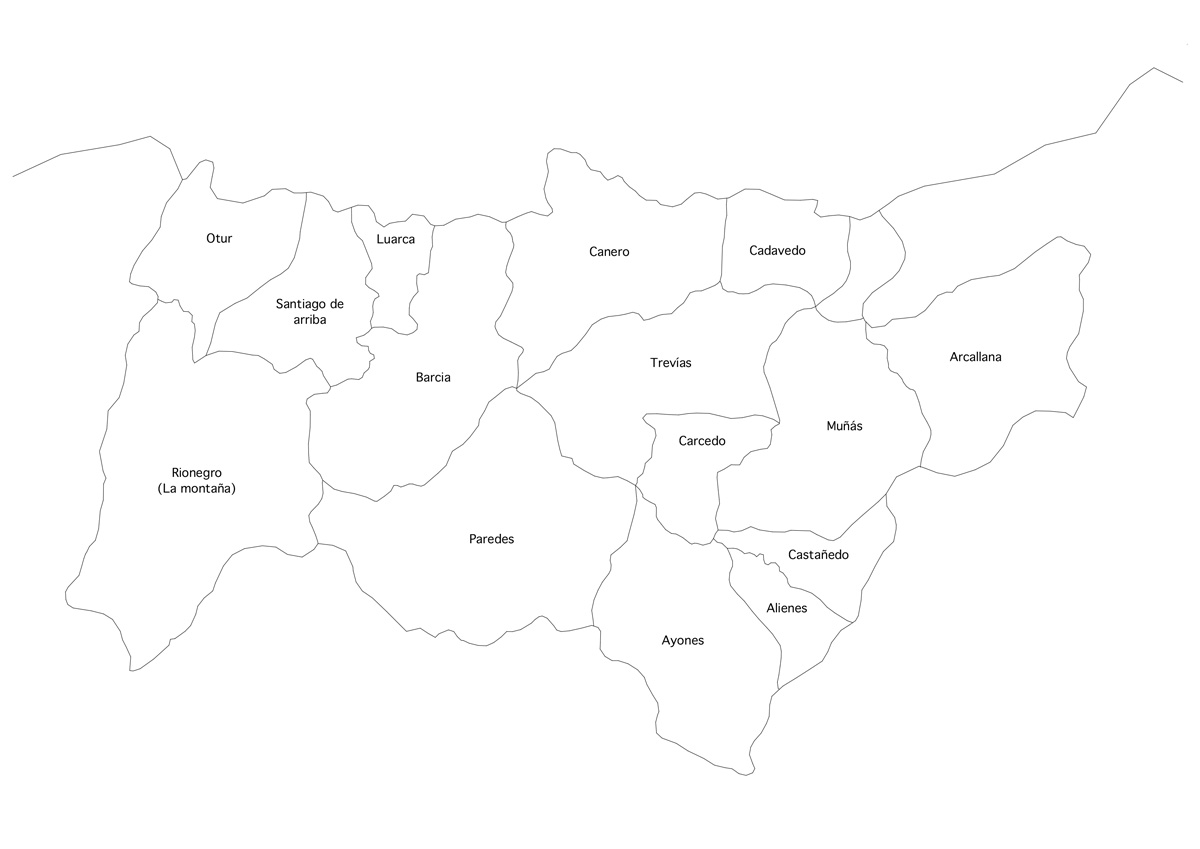 Otur
Luarca
Canero
Cadavedo
Santiago de
arriba
Arcallana
Trevías
Barcia
Muñás
Carcedo
Rionegro
(La montaña)
Paredes
Castañedo
Alienes
Ayones